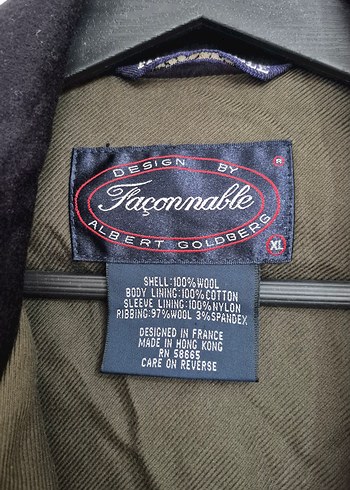 DESIGN BY
R
Façonnable
ALBERT GOLDBERG
XL
SHELL:100%WOOL
BODY LINING:100%COTTON
SLEEVE LINING:100%NYLON
RIBBING:97%WOOL 3%SPANDEX
DESIGNED IN FRANCE
MADE IN HONG KONG
RN 58665
CARE ON REVERSE